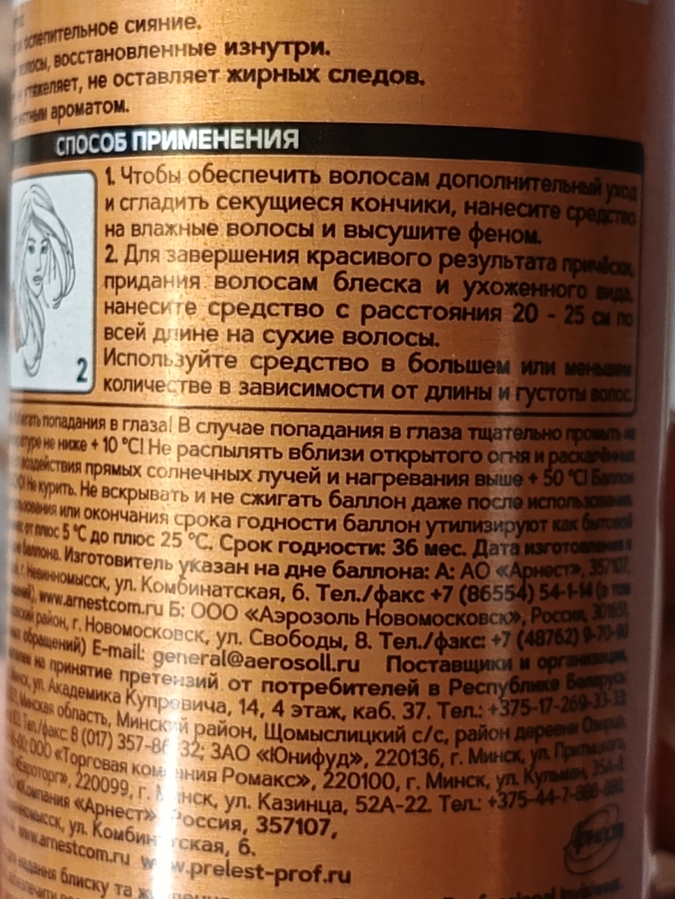 ослепительное сияние.
волосы, восстановленные изнутри.
утяжеляет, не оставляет жирных следов.
ароматом.
СПОСОБ ПРИМЕНЕНИЯ
1. Чтобы обеспечить волосам дополнительный уход
и сгладить секущиеся кончики, нанесите средство
на влажные волосы и высушите феном.
2. Для завершения красивого результата причёски,
придания волосам блеска и ухоженного вида,
нанесите средство с расстояния 20 - 25 см по
всей длине на сухие волосы.
2
Используйте средство в большем или меньшем
количестве в зависимости от длины и густоты волос.
попадания в глаза! В случае попадания в глаза тщательно промыть
не ниже +10 °С! Не распылять вблизи открытого огня и раскалённых
воздействия прямых солнечных лучей и нагревания выше +50 °С! Баллон
Не курить. Не вскрывать и не сжигать баллон даже после использования.
или окончания срока годности баллон утилизируют как бытовой
от плюс 5 °С до плюс 25 °С. Срок годности: 36 мес. Дата изготовления
баллона. Изготовитель указан на дне баллона: А: АО «Арнест», 357107,
г. Невинномысск, ул. Комбинатская, 6. Тел./факс +7 (86554) 54-1-14
www.arnestcom.ru Б: ООО «Аэрозоль Новомосковск», Россия,
район, г. Новомосковск, ул. Свободы, 8. Тел./факс: +7 (48762)
обращений) E-mail: general@aerosoll.ru Поставщики и организации,
на принятие претензий от потребителей в Республике Беларусь
ул. Академика Купревича, 14, 4 этаж, каб. 37. Тел.: +375-17-269-33-33
Минская область, Минский район, Щомыслицкий с/с, район деревни
Тел./факс 8 (017) ЗАО «Юнифуд», 220136, г. Минск, ул.
ООО «Торговая компания Ромакс», 220100, г. Минск, ул. Кульман,
220099, г. Минск, ул. Казинца, 52А-22. Тел.: +375-44-7-888-880.
«Арнест» Россия, 357107,
ул. Комбинатская, 6.
www.arnestcom.ru www.prelest-prof.ru
блиску та